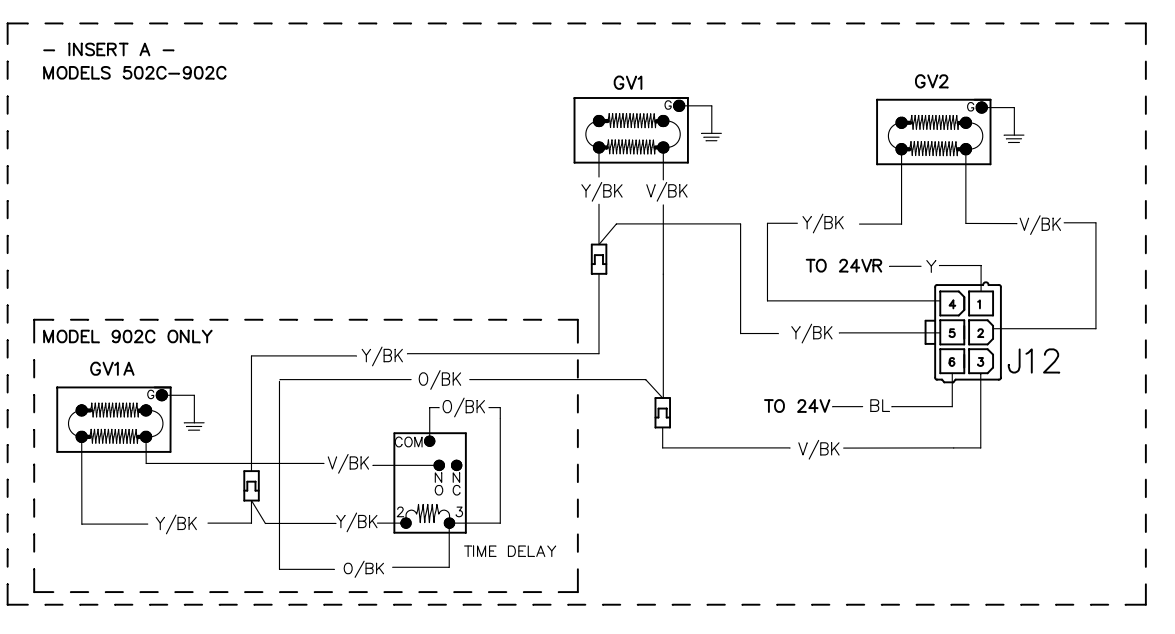 - INSERT A -
MODELS 502C-902C
GV1
GV2
G
G
Y/BK
V/BK
Y/BK
V/BK
TO 24VR
Y
4
1
5
2
6
3
J12
Y/BK
MODEL 902C ONLY
Y/BK
GV1A
O/BK
G
TO 24V
BL
O/BK
COM
V/BK
V/BK
NO
NC
2
3
Y/BK
Y/BK
TIME DELAY
O/BK